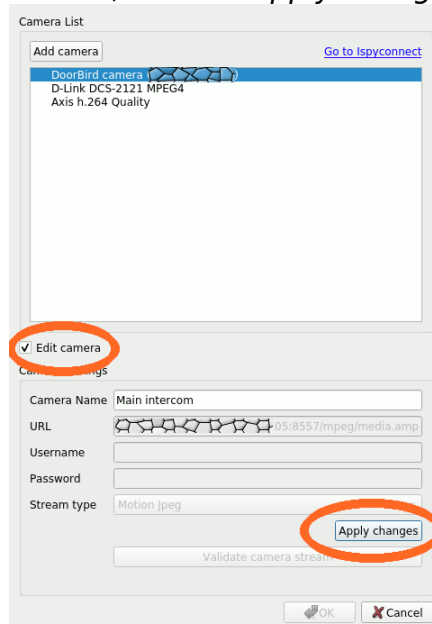 Apply
Camera List
Add camera Go to Ispyconnect
DoorBird camera ( )
D-Link DCS-2121 MPEG4
Axis h.264 Quality
Edit camera
Camera Name Main intercom
URL 05:8557/mpeg/media.amp
Username
Password
Stream type Motion Jpeg
Apply changes
Validate camera stream
OK Cancel